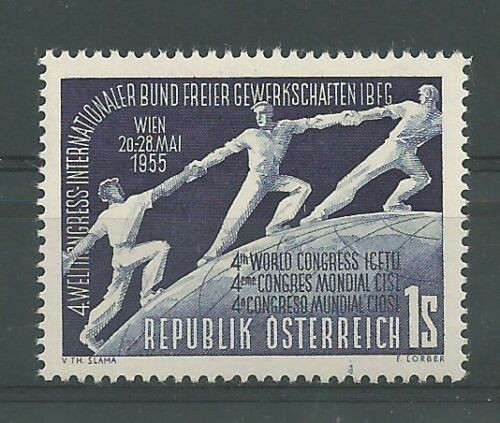 4. WELTKONGRESS·INTERNATIONALER BUND FREIER GEWERKSCHAFTEN IBFG
WIEN
20-28.MAI
1955
4th WORLD CONGRESS ICFTU
4eme CONGRES MONDIAL CISL
4e CONGRESO MUNDIAL CIOSL
REPUBLIK ÖSTERREICH 1S
V TH. SLAMA F. LORBER